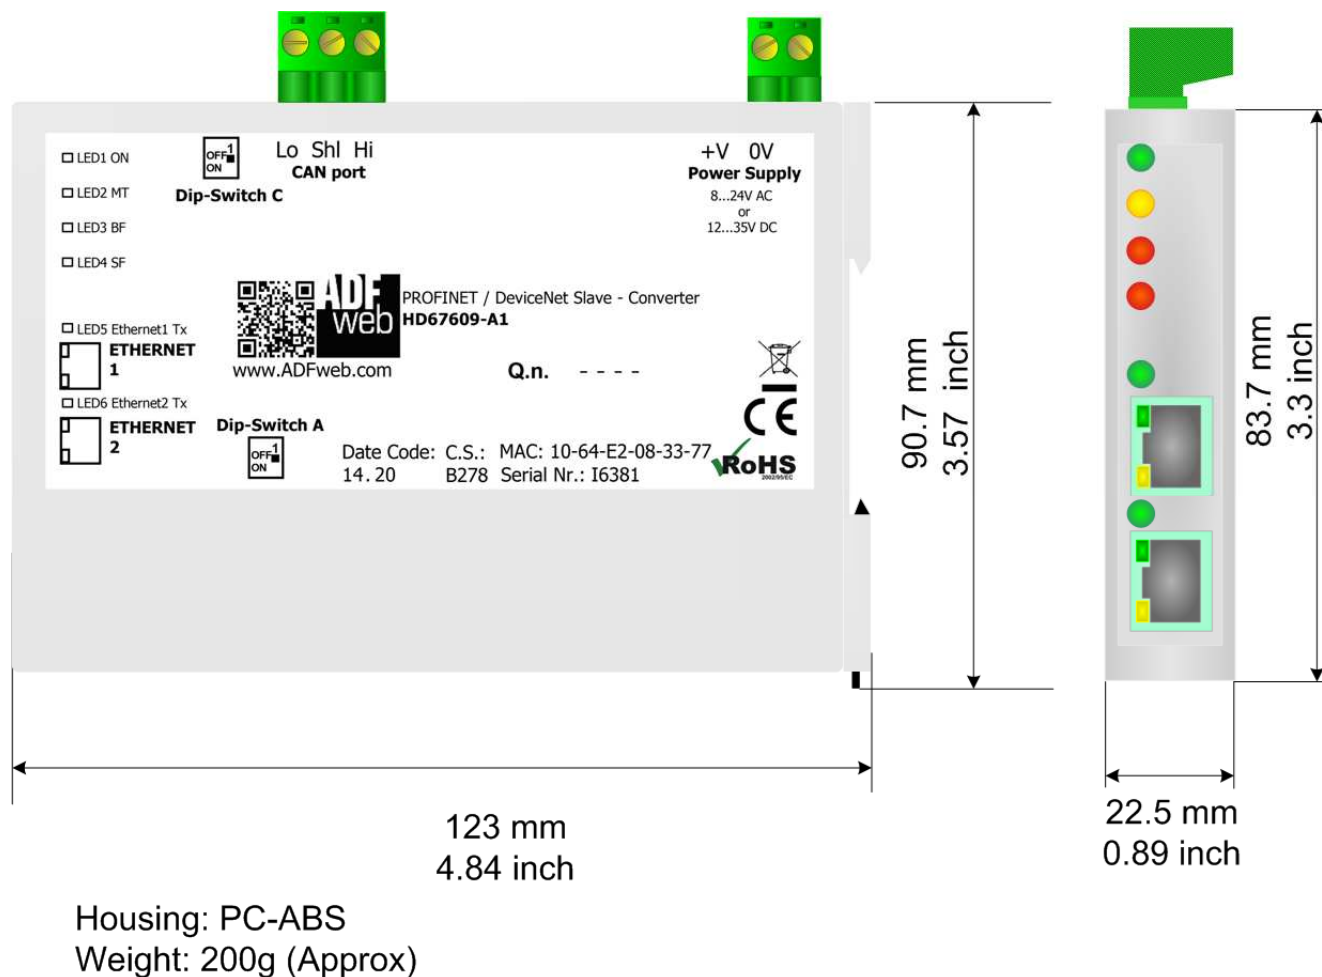 Lo Shl Hi
CAN port
OFF 1
ON
Dip-Switch C
+V 0V
Power Supply
8...24V AC
or
12...35V DC
LED1 ON
LED2 MT
LED3 BF
LED4 SF
ADF
web
www.ADFweb.com
PROFINET / DeviceNet Slave - Converter
HD67609-A1
LED5 Ethernet1 Tx
ETHERNET
1
LED6 Ethernet2 Tx
ETHERNET
2
Q.n. - - - -
Dip-Switch A
OFF 1
ON
Date Code: C.S.: MAC: 10-64-E2-08-33-77
14.20 B278 Serial Nr.: I6381
CE
RoHS
2002/95/EC
90.7 mm
3.57 inch
83.7 mm
3.3 inch
123 mm
4.84 inch
22.5 mm
0.89 inch
Housing: PC-ABS
Weight: 200g (Approx)